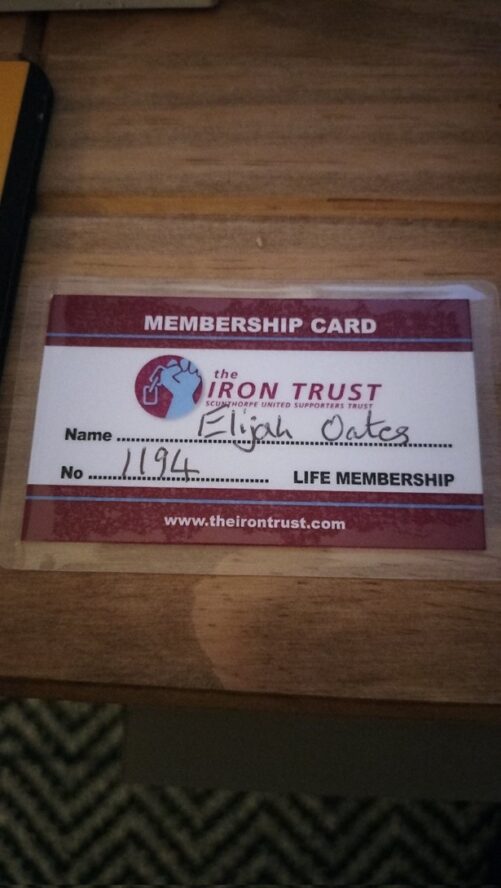 MEMBERSHIP CARD
the
IRON TRUST
SCUNTHORPE UNITED SUPPORTERS TRUST
Name Elijah Oates
No 1194 LIFE MEMBERSHIP
www.theirontrust.com